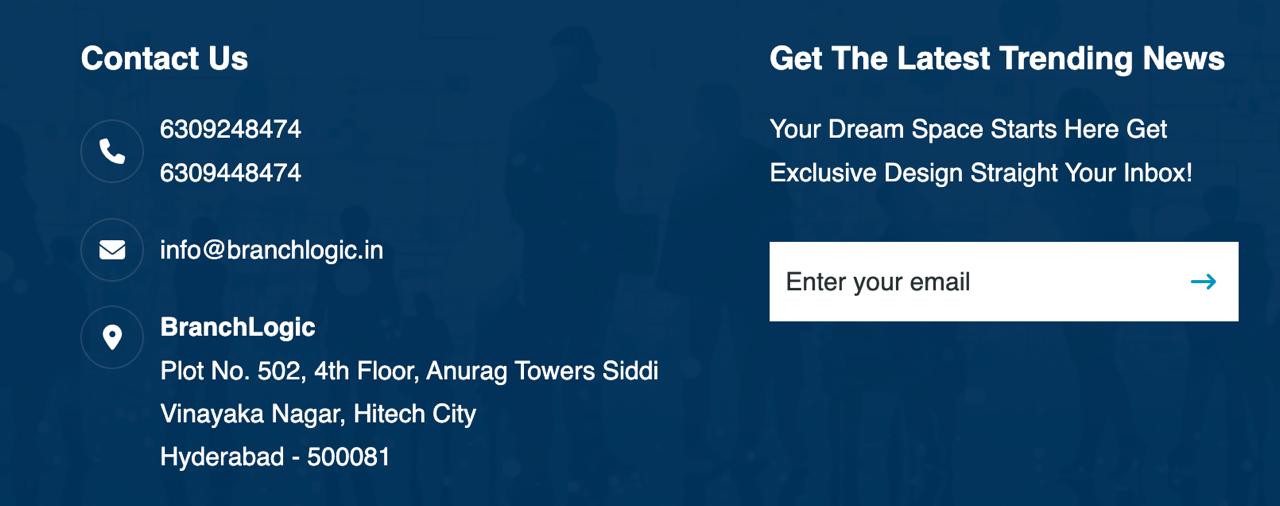 Contact Us
6309248474
6309448474
info@branchlogic.in
BranchLogic
Plot No. 502, 4th Floor, Anurag Towers Siddi
Vinayaka Nagar, Hitech City
Hyderabad - 500081
Get The Latest Trending News
Your Dream Space Starts Here Get
Exclusive Design Straight Your Inbox!
Enter your email